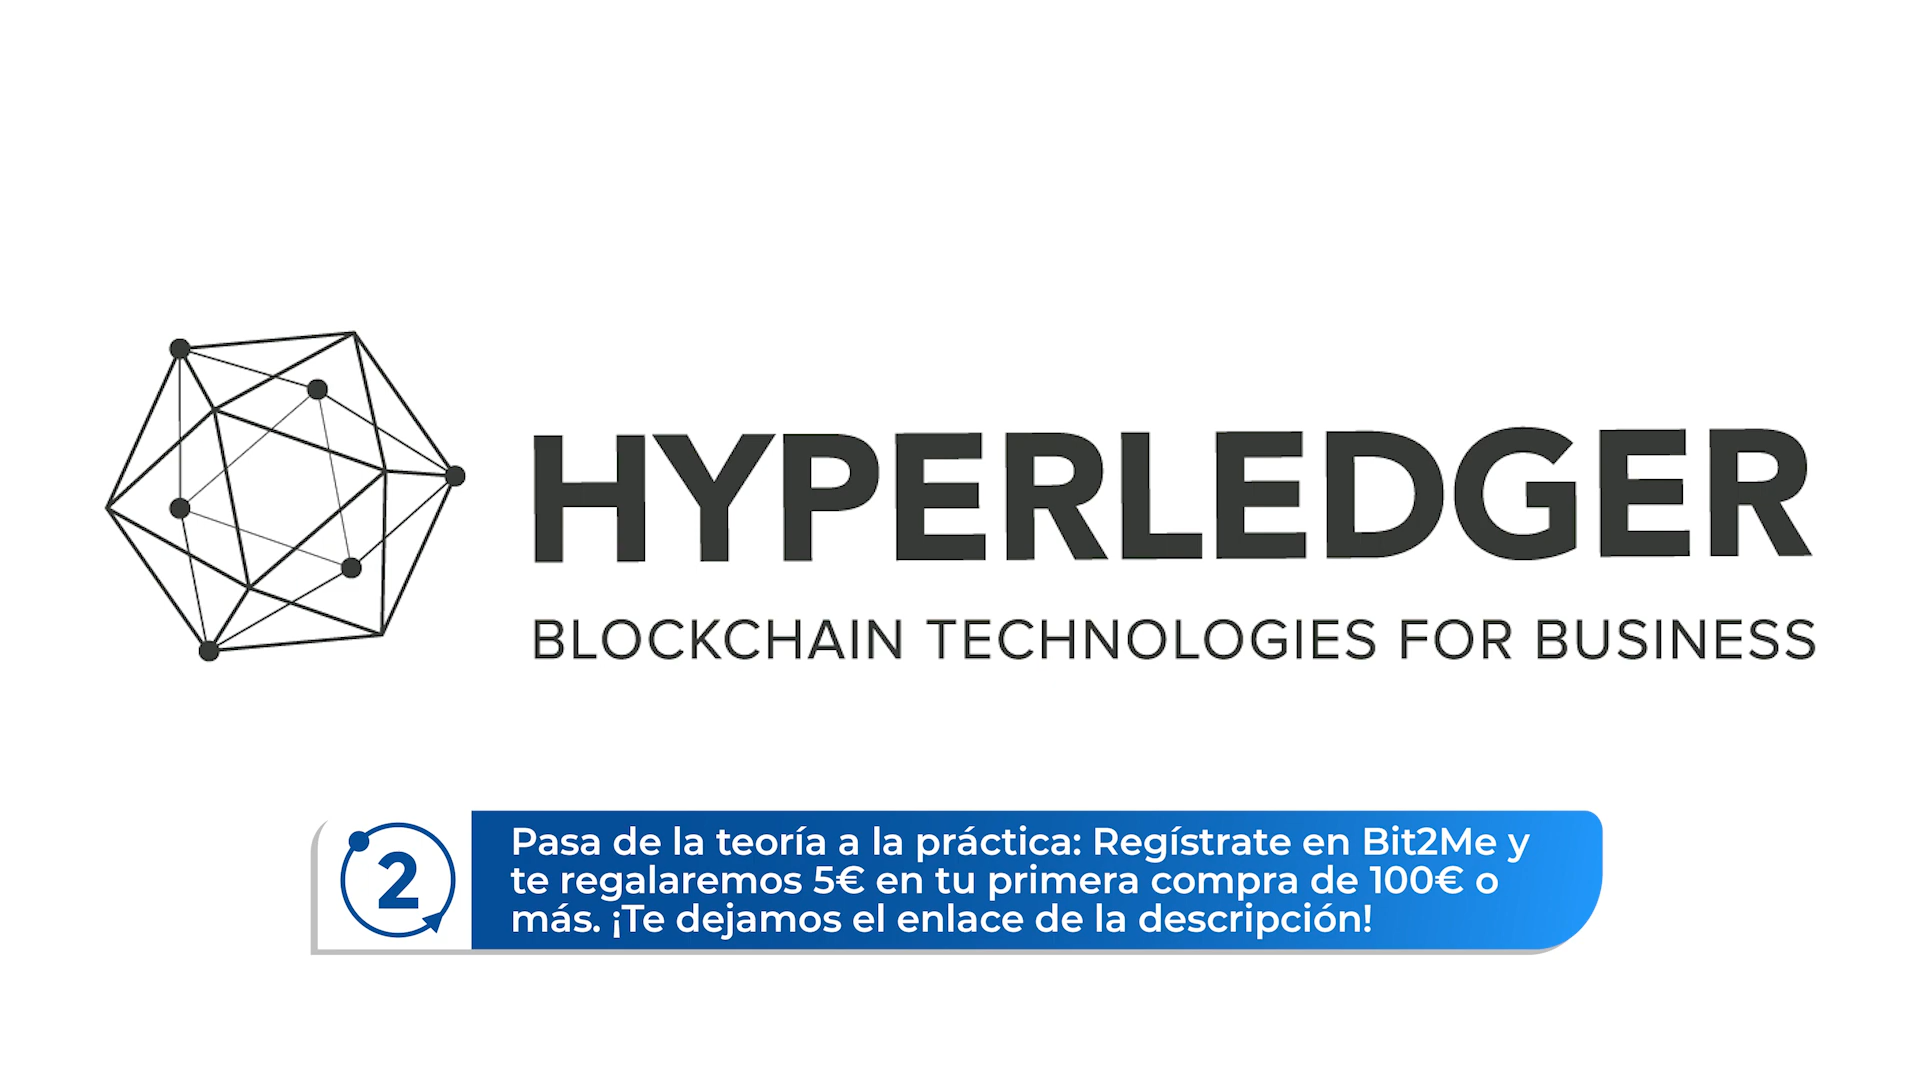 HYPERLEDGER
BLOCKCHAIN TECHNOLOGIES FOR BUSINESS
2
Pasa de la teoría a la práctica: Regístrate en Bit2Me y
te regalaremos 5€ en tu primera compra de 100€ o
más. ¡Te dejamos el enlace de la descripción!